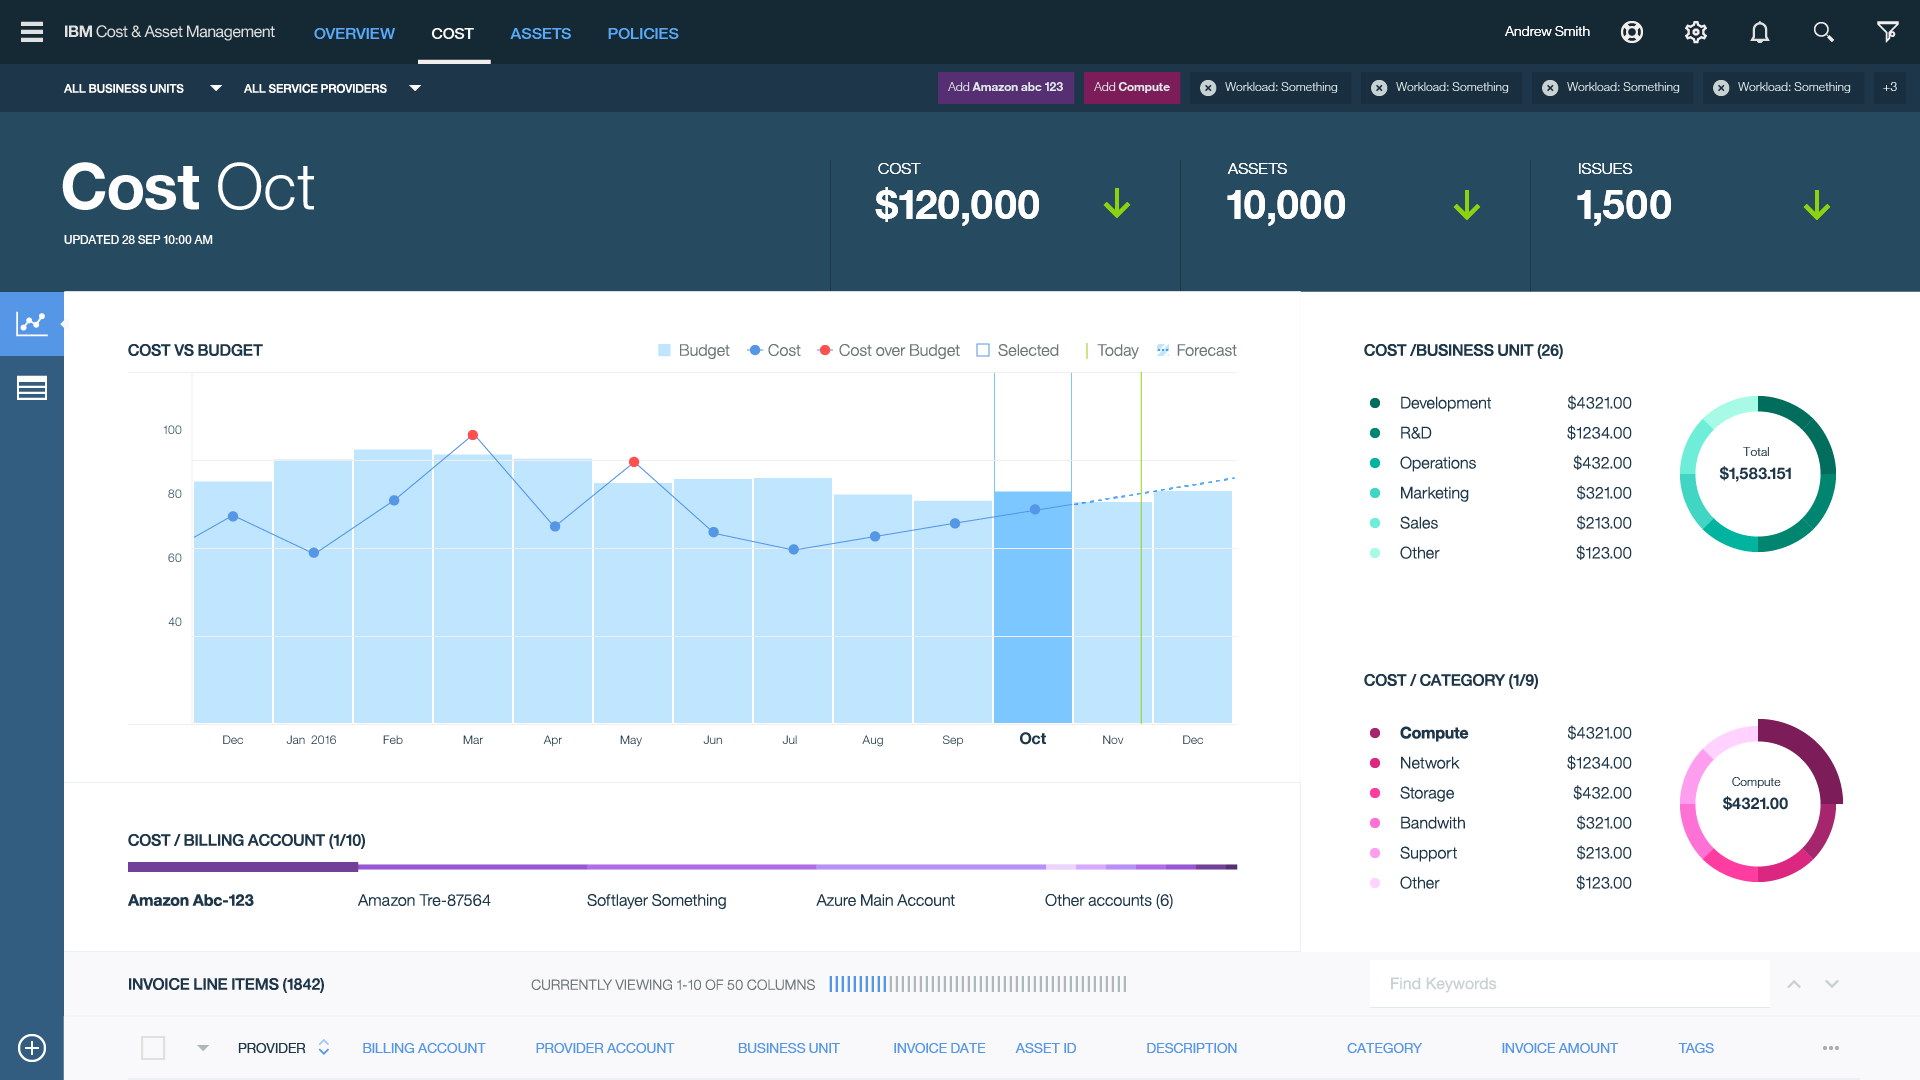 IBM Cost & Asset Management
OVERVIEW
COST
ASSETS
POLICIES
Andrew Smith
ALL BUSINESS UNITS
ALL SERVICE PROVIDERS
Add Amazon abc 123
Add Compute
Workload: Something
Workload: Something
Workload: Something
Workload: Something
+3
Cost Oct
UPDATED 28 SEP 10:00 AM
COST
$120,000
ASSETS
10,000
ISSUES
1,500
COST VS BUDGET
Budget
Cost
Cost over Budget
Selected
Today
Forecast
100
80
60
40
Dec
Jan 2016
Feb
Mar
Apr
May
Jun
Jul
Aug
Sep
Oct
Nov
Dec
COST /BUSINESS UNIT (26)
Development $4321.00
R&D $1234.00
Operations $432.00
Marketing $321.00
Sales $213.00
Other $123.00
Total
$1,583.151
COST / CATEGORY (1/9)
Compute $4321.00
Network $1234.00
Storage $432.00
Bandwith $321.00
Support $213.00
Other $123.00
Compute
$4321.00
COST / BILLING ACCOUNT (1/10)
Amazon Abc-123
Amazon Tre-87564
Softlayer Something
Azure Main Account
Other accounts (6)
INVOICE LINE ITEMS (1842)
CURRENTLY VIEWING 1-10 OF 50 COLUMNS
Find Keywords
PROVIDER
BILLING ACCOUNT
PROVIDER ACCOUNT
BUSINESS UNIT
INVOICE DATE
ASSET ID
DESCRIPTION
CATEGORY
INVOICE AMOUNT
TAGS